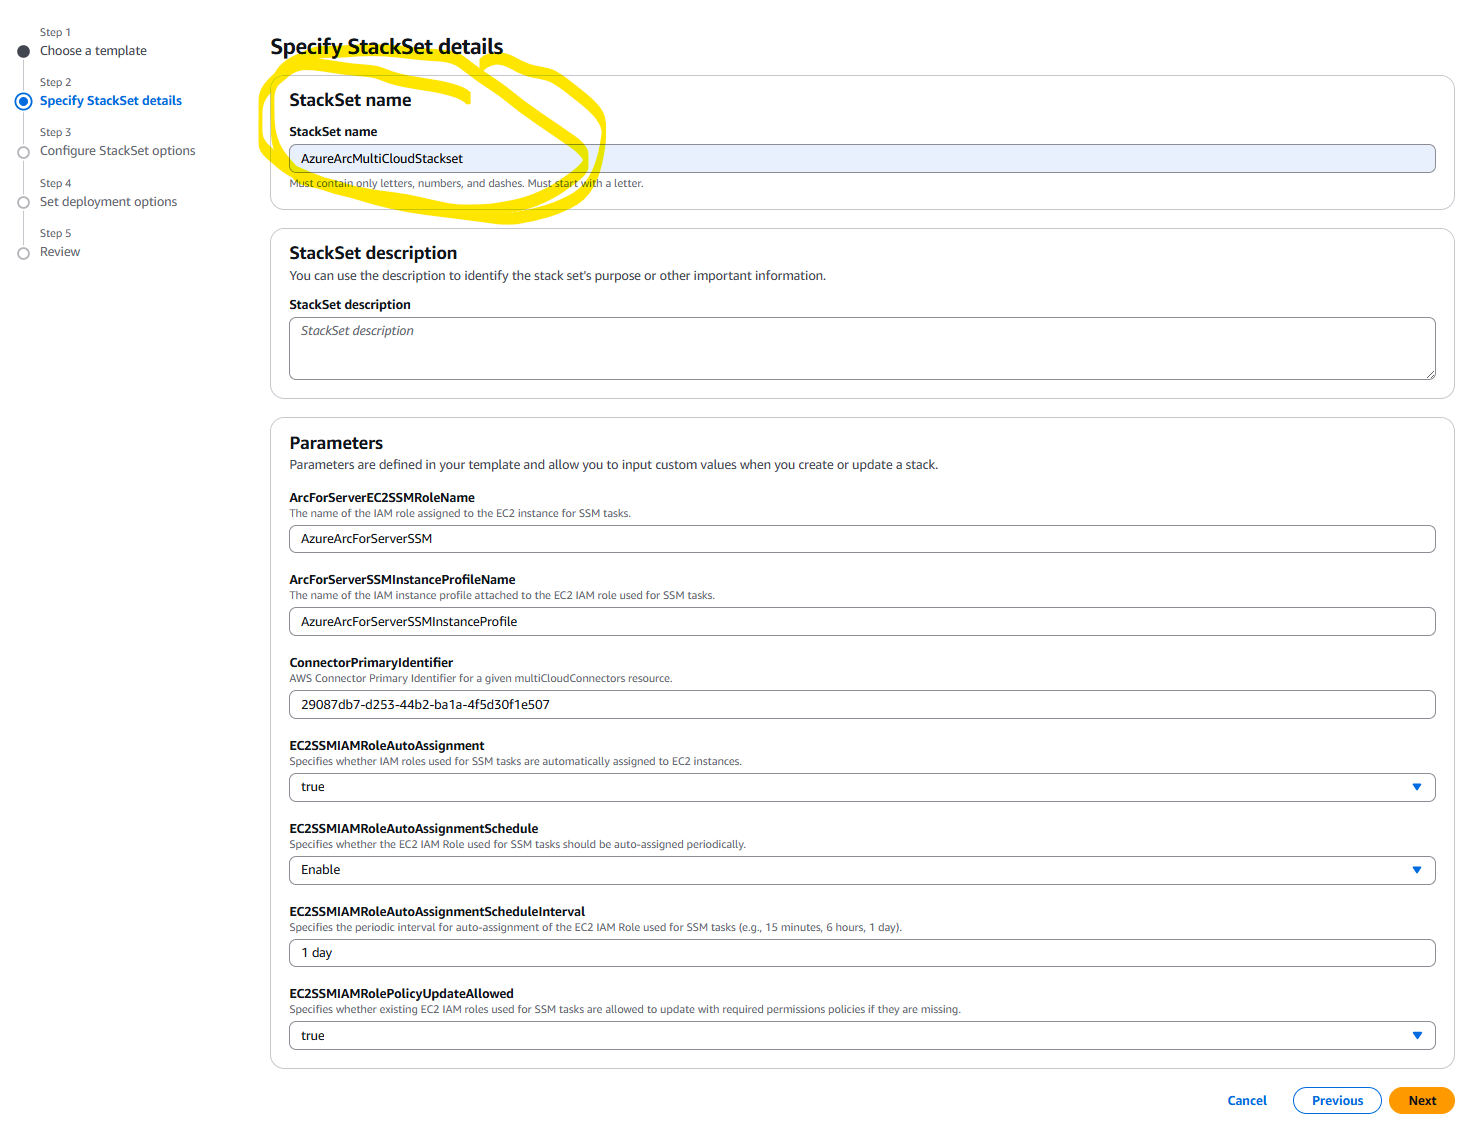 Step 1
Choose a template
Step 2
Specify StackSet details
Step 3
Configure StackSet options
Step 4
Set deployment options
Step 5
Review
Specify StackSet details
StackSet name
StackSet name
AzureArcMultiCloudStackset
Must contain only letters, numbers, and dashes. Must start with a letter.
StackSet description
You can use the description to identify the stack set's purpose or other important information.
StackSet description
StackSet description
Parameters
Parameters are defined in your template and allow you to input custom values when you create or update a stack.
ArcForServerEC2SSMRoleName
The name of the IAM role assigned to the EC2 instance for SSM tasks.
AzureArcForServerSSM
ArcForServerSSMInstanceProfileName
The name of the IAM instance profile attached to the EC2 IAM role used for SSM tasks.
AzureArcForServerSSMInstanceProfile
ConnectorPrimaryIdentifier
AWS Connector Primary Identifier for a given multiCloudConnectors resource.
29087db7-d253-44b2-ba1a-4f5d30f1e507
EC2SSMIAMRoleAutoAssignment
Specifies whether IAM roles used for SSM tasks are automatically assigned to EC2 instances.
true
EC2SSMIAMRoleAutoAssignmentSchedule
Specifies whether the EC2 IAM Role used for SSM tasks should be auto-assigned periodically.
Enable
EC2SSMIAMRoleAutoAssignmentScheduleInterval
Specifies the periodic interval for auto-assignment of the EC2 IAM Role used for SSM tasks (e.g., 15 minutes, 6 hours, 1 day).
1 day
EC2SSMIAMRolePolicyUpdateAllowed
Specifies whether existing EC2 IAM roles used for SSM tasks are allowed to update with required permissions policies if they are missing.
true
Cancel
Previous
Next